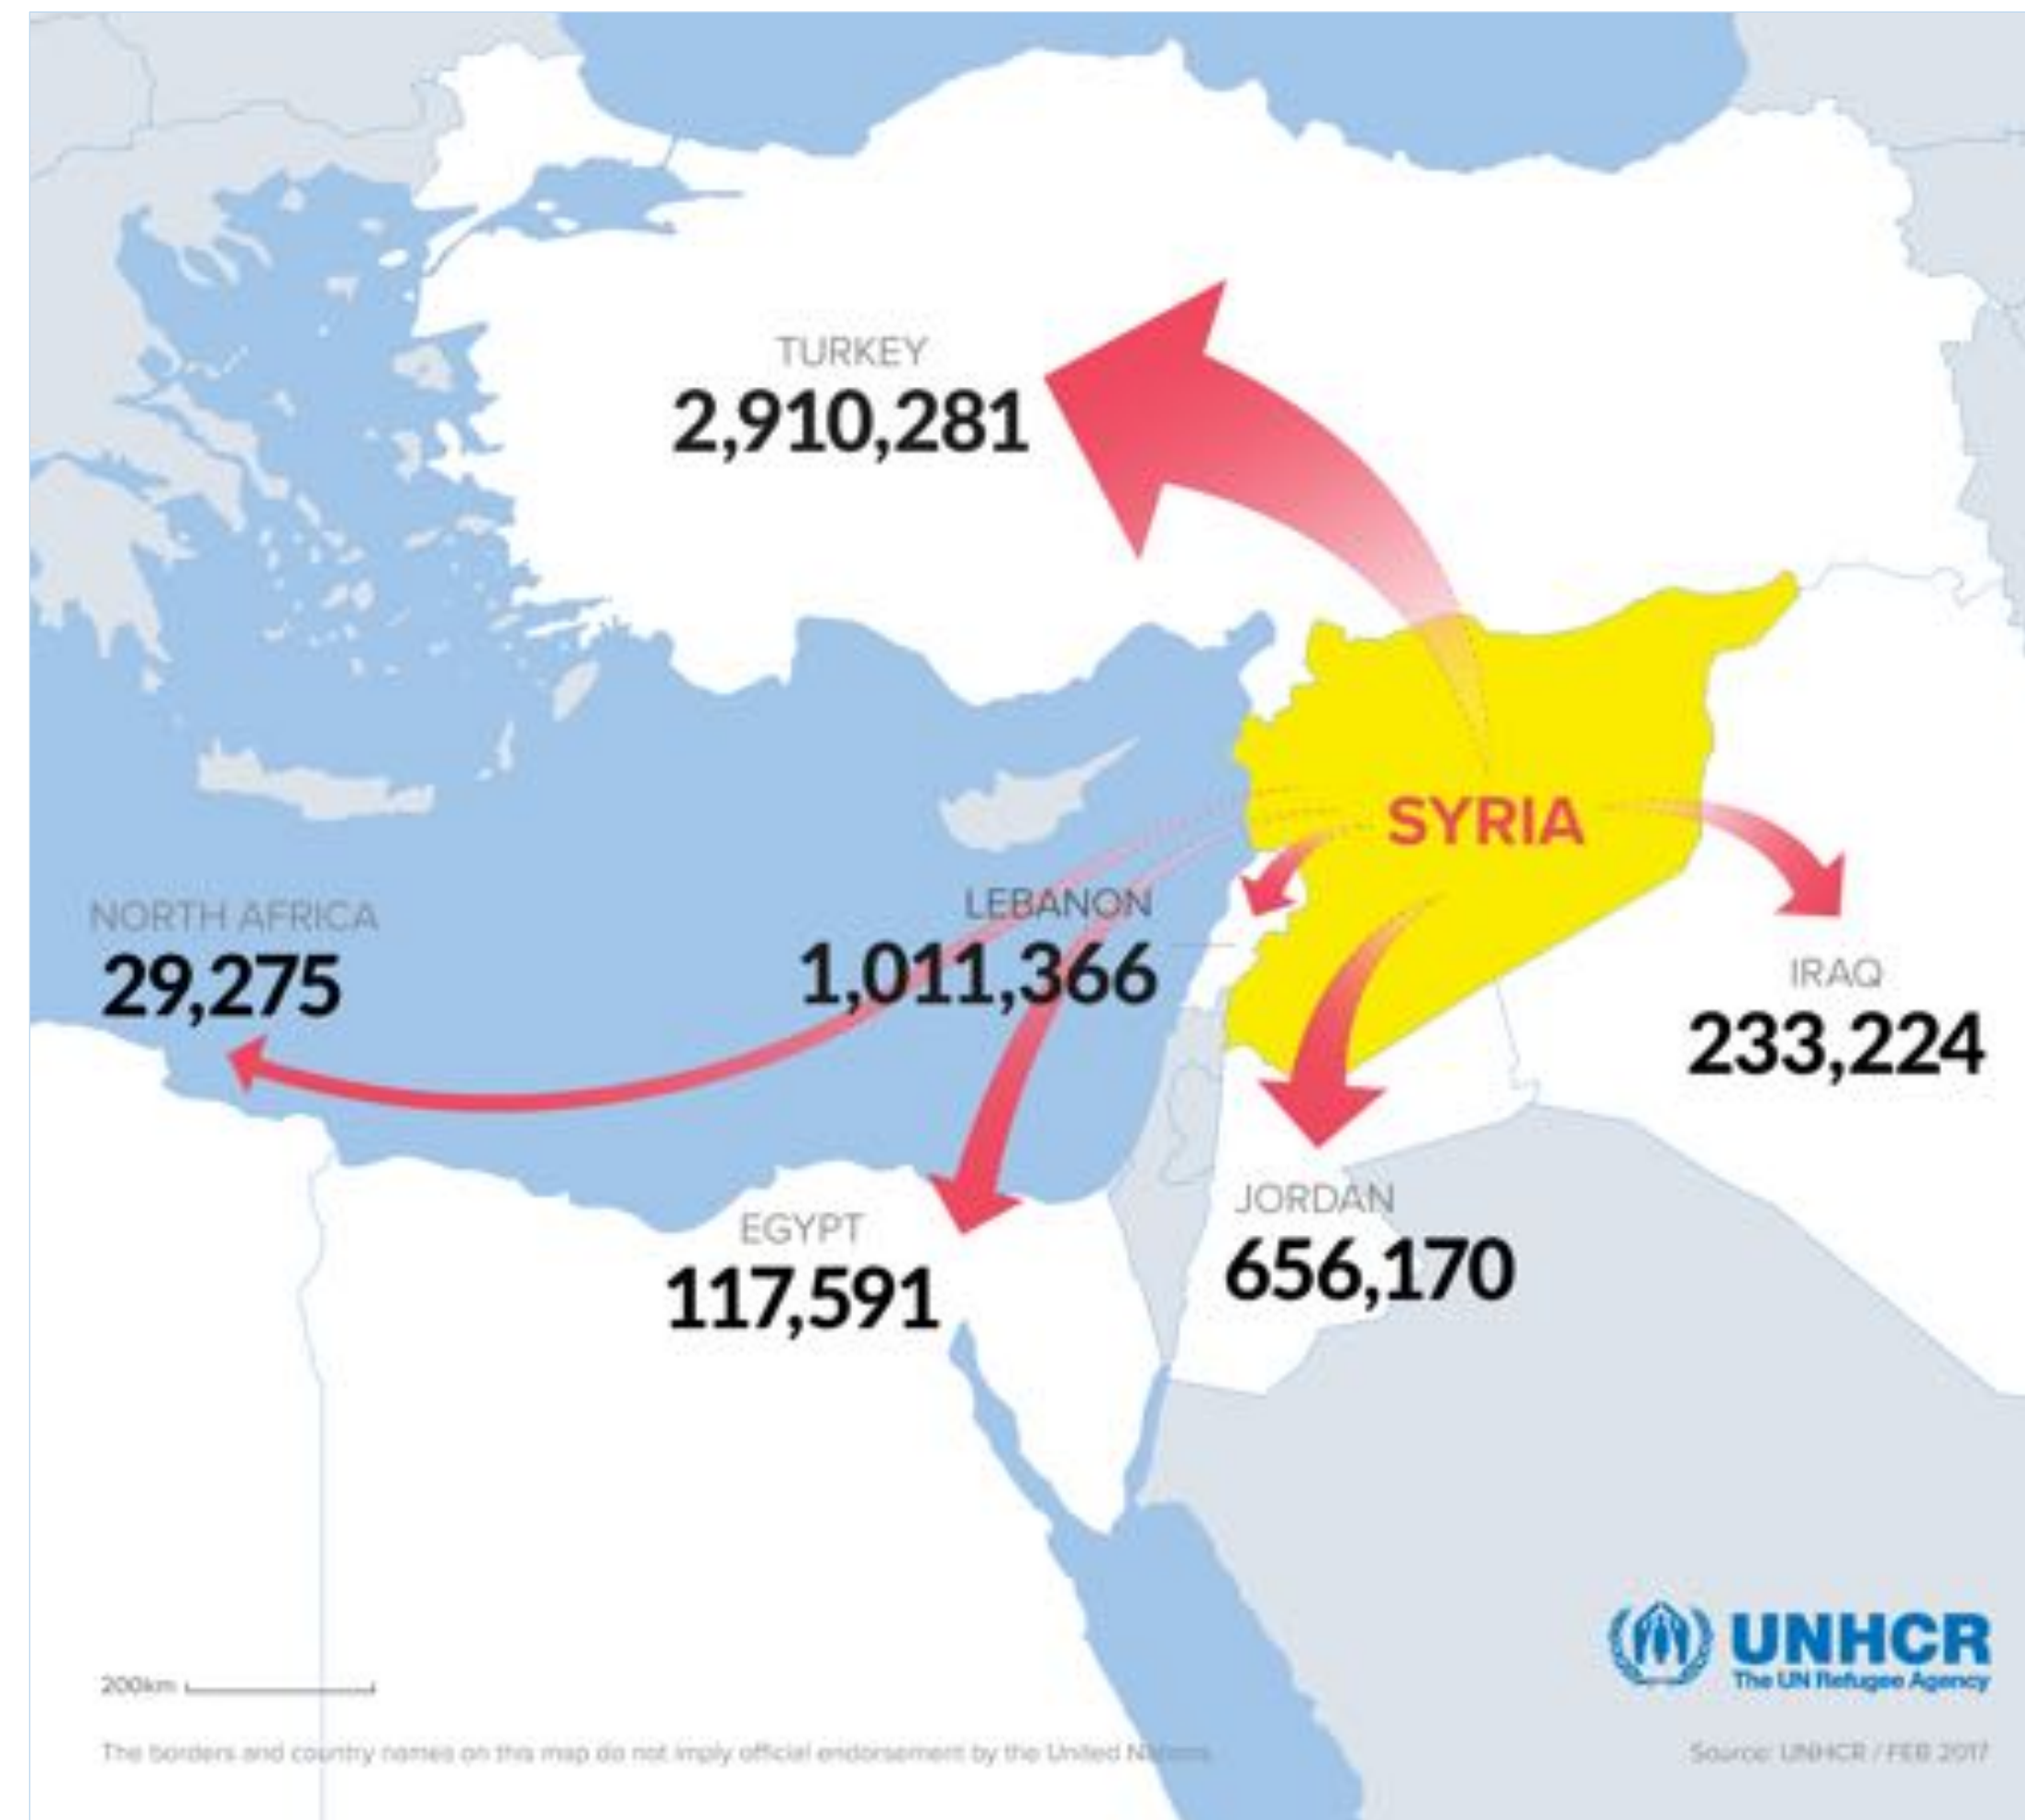 TURKEY
2,910,281
SYRIA
NORTH AFRICA
29,275
LEBANON
1,011,366
IRAQ
233,224
JORDAN
656,170
EGYPT
117,591
UNHCR
The UN Refugee Agency
200km
The borders and country names on this map do not imply official endorsement by the United Nations
Source: UNHCR / FEB 2017